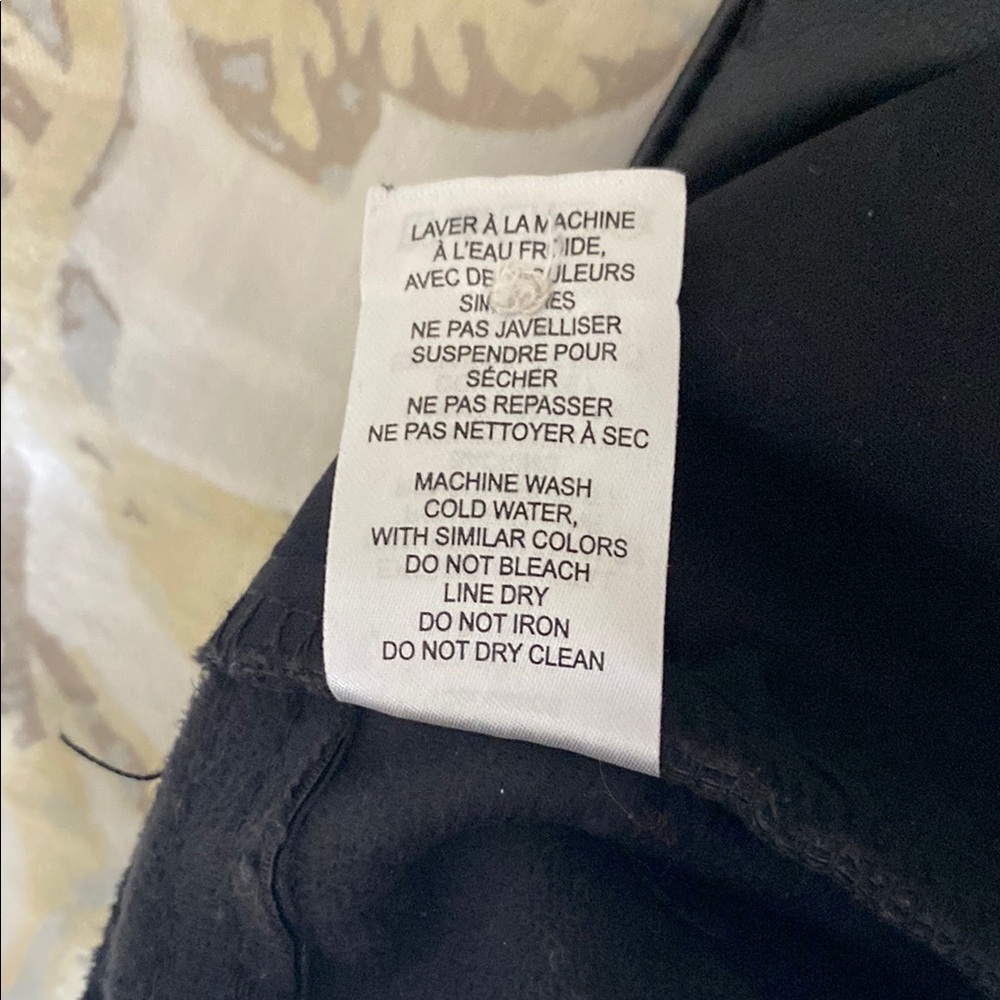 LAVER À LA MACHINE
À L'EAU FROIDE,
AVEC COULEURS
NE PAS JAVELLISER
SUSPENDRE POUR
SÉCHER
NE PAS REPASSER
NE PAS NETTOYER À SEC
MACHINE WASH
COLD WATER,
WITH SIMILAR COLORS
DO NOT BLEACH
LINE DRY
DO NOT IRON
DO NOT DRY CLEAN